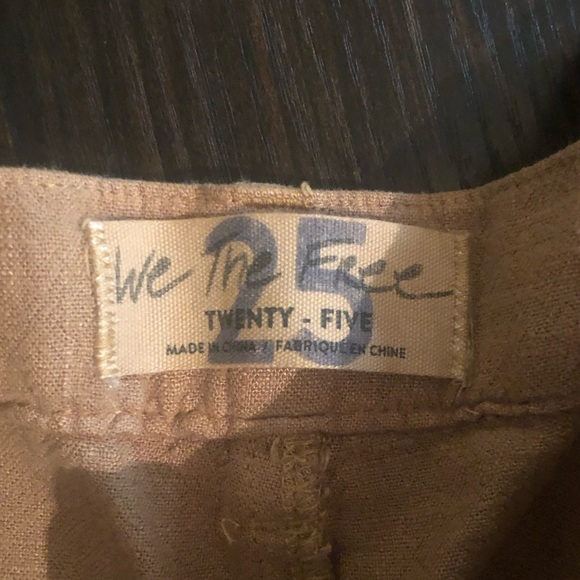 25
We The Free
TWENTY - FIVE
MADE IN CHINA / FABRIQUE EN CHINE